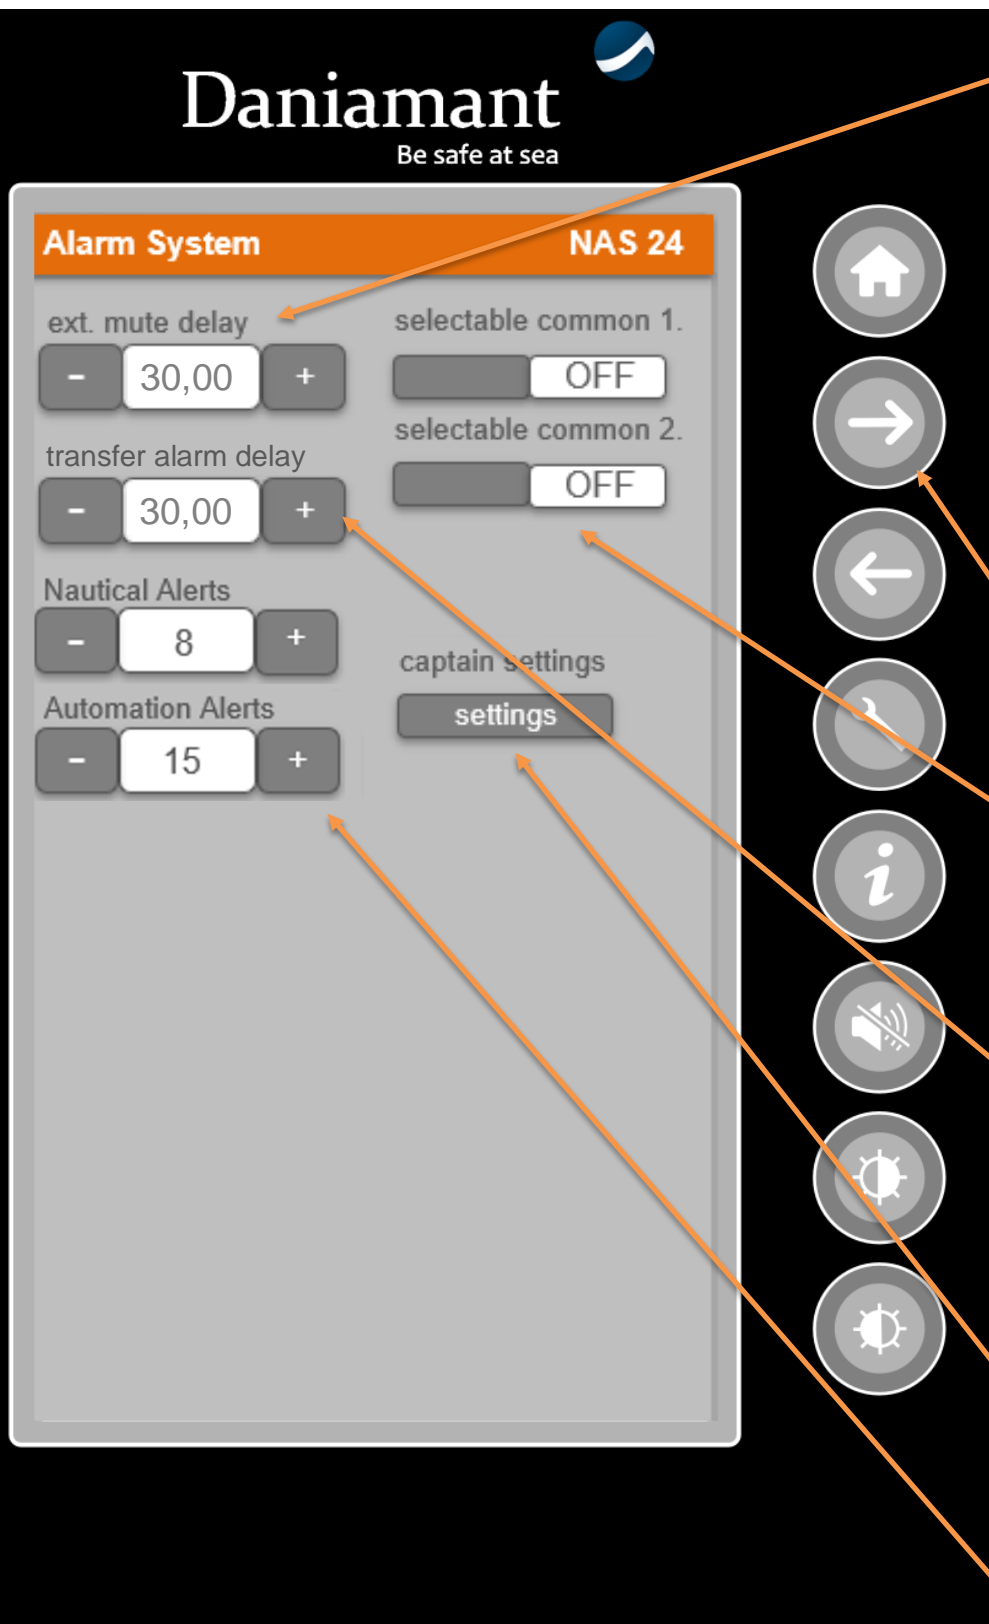 Daniamant
Be safe at sea
Alarm System NAS 24
ext. mute delay
- 30,00 +
transfer alarm delay
- 30,00 +
Nautical Alerts
- 8 +
Automation Alerts
- 15 +
selectable common 1.
OFF
selectable common 2.
OFF
captain settings
settings
i